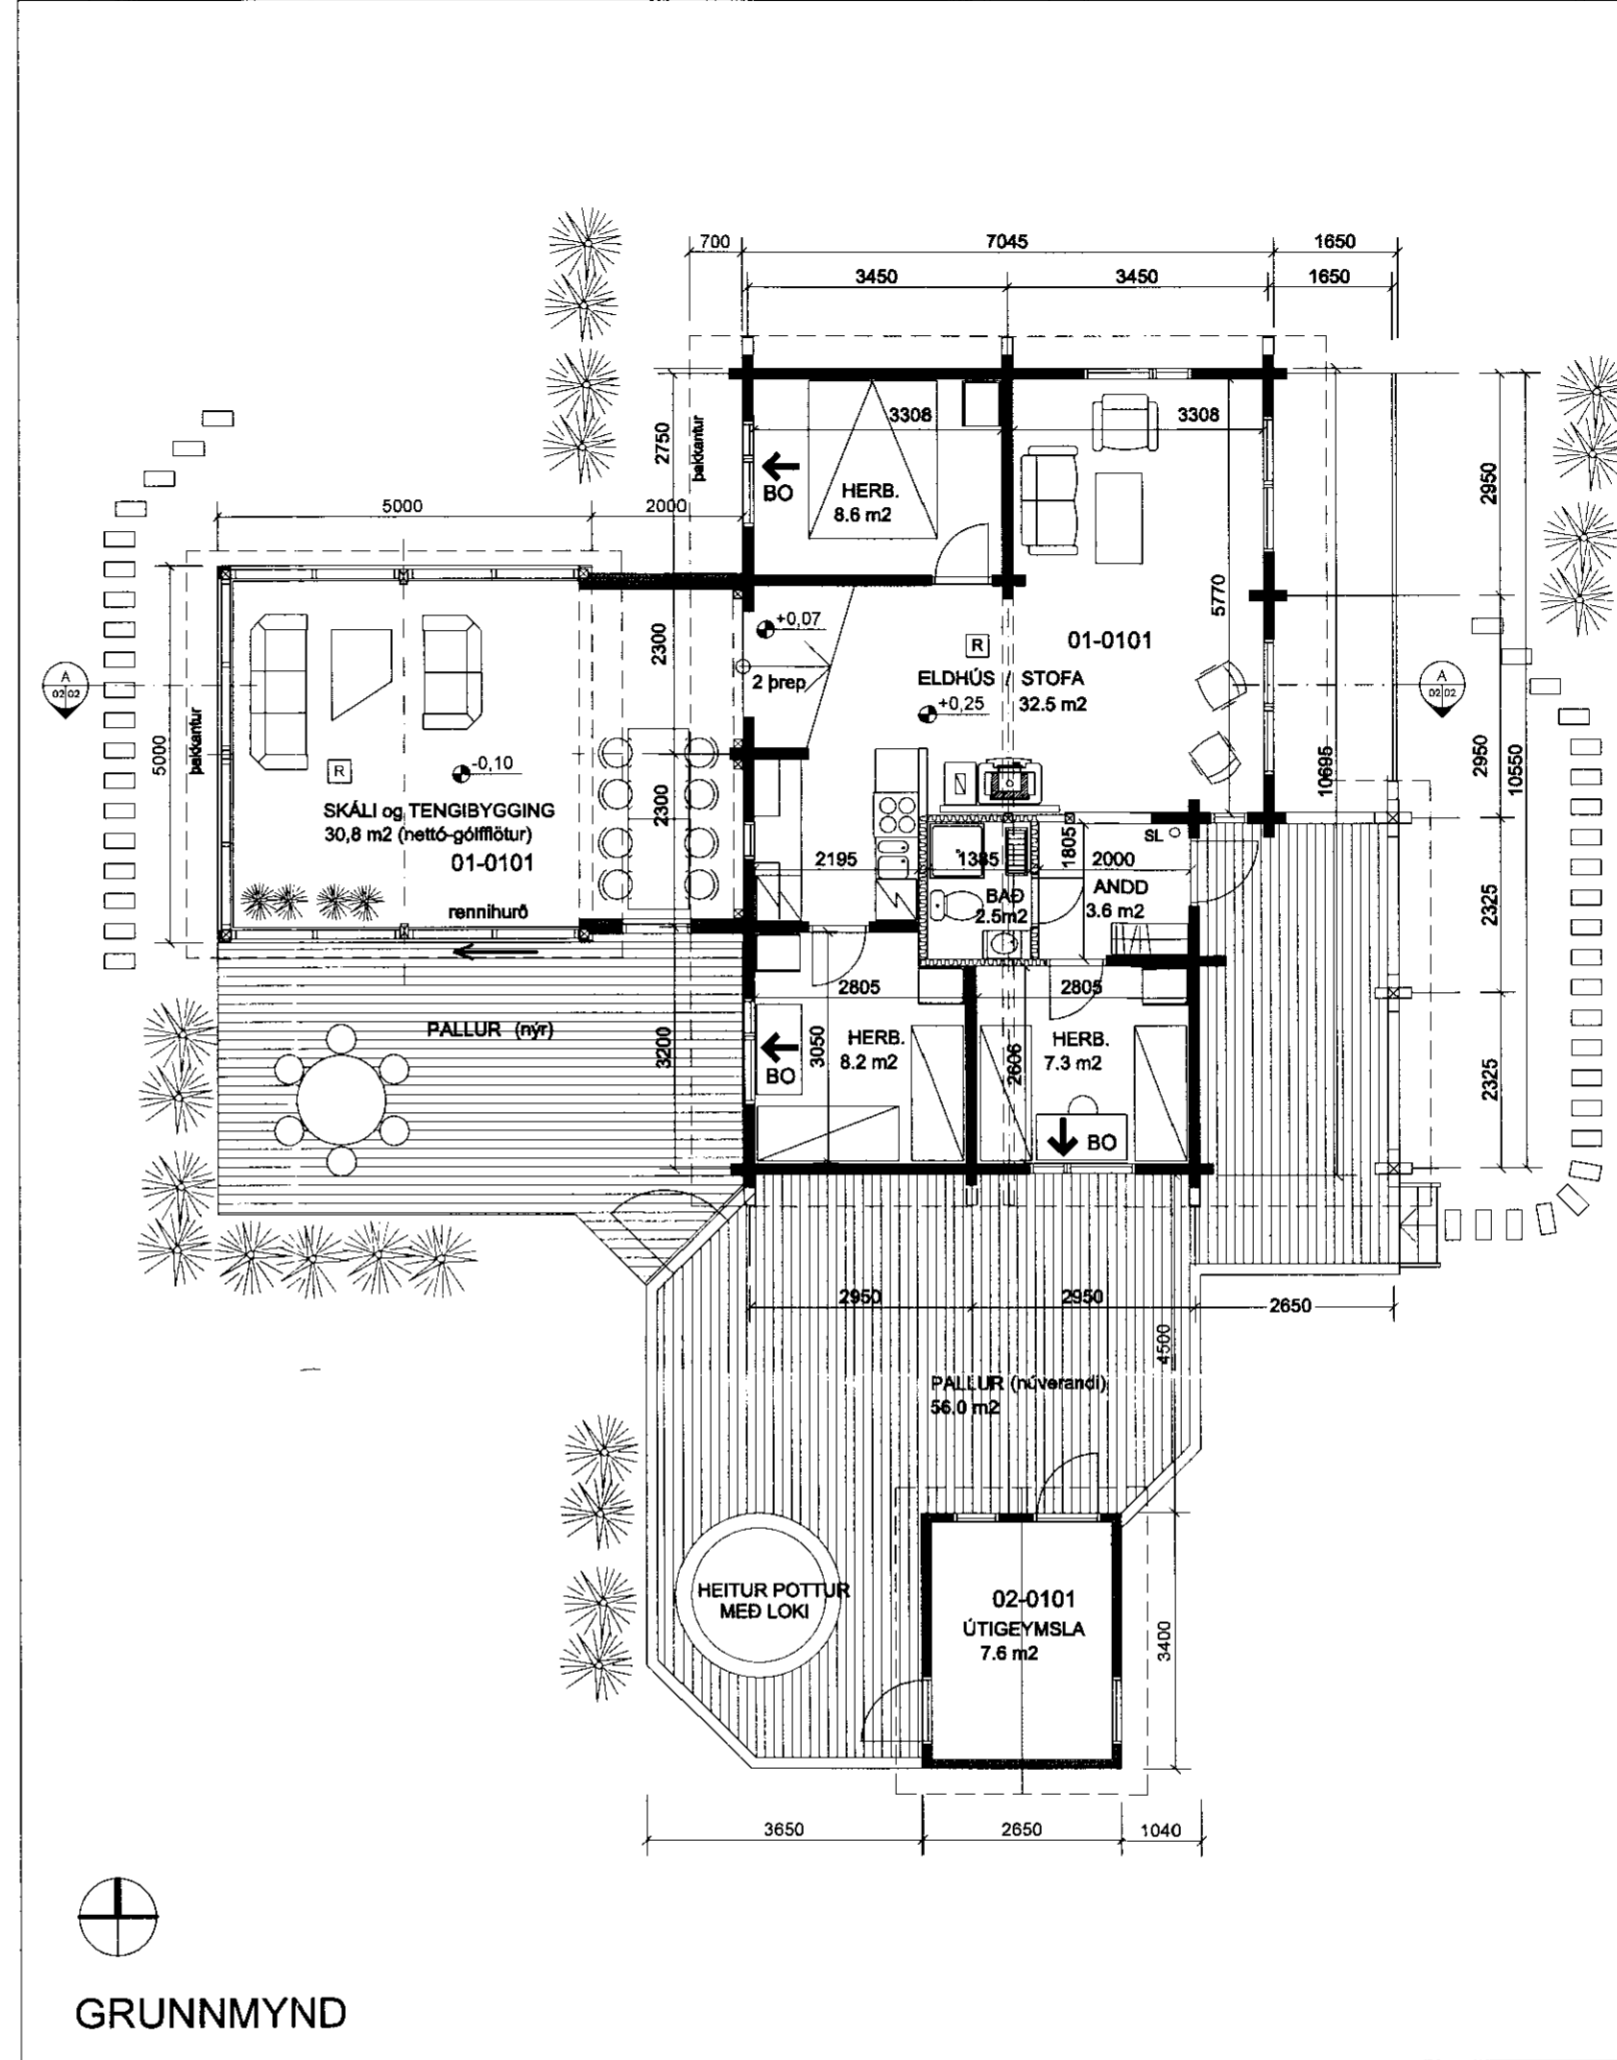 700
7045
1650
3450
3450
1650
2750
þakkantur
3308
3308
BO
HERB.
8.6 m2
2950
5000
2000
5770
+0,07
2300
01-0101
R
2 þrep
ELDHÚS / STOFA
32.5 m2
+0,25
A
02 02
A
02 02
þakkantur
5000
R
-0,10
2950
10695
10550
SKÁLI og TENGIBYGGING
30,8 m2 (nettó-gólfflötur)
01-0101
2300
2195
1385
1805
2000
SL
ANDD
3.6 m2
BAÐ
2.5m2
rennihurð
2325
2805
2805
PALLUR (nýr)
3200
BO
3050
HERB.
8.2 m2
2606
HERB.
7.3 m2
BO
2325
2950
2950
2650
4500
PALLUR (núverandi)
56.0 m2
HEITUR POTTUR
MEÐ LOKI
02-0101
ÚTIGEYMSLA
7.6 m2
3400
3650
2650
1040
GRUNNMYND